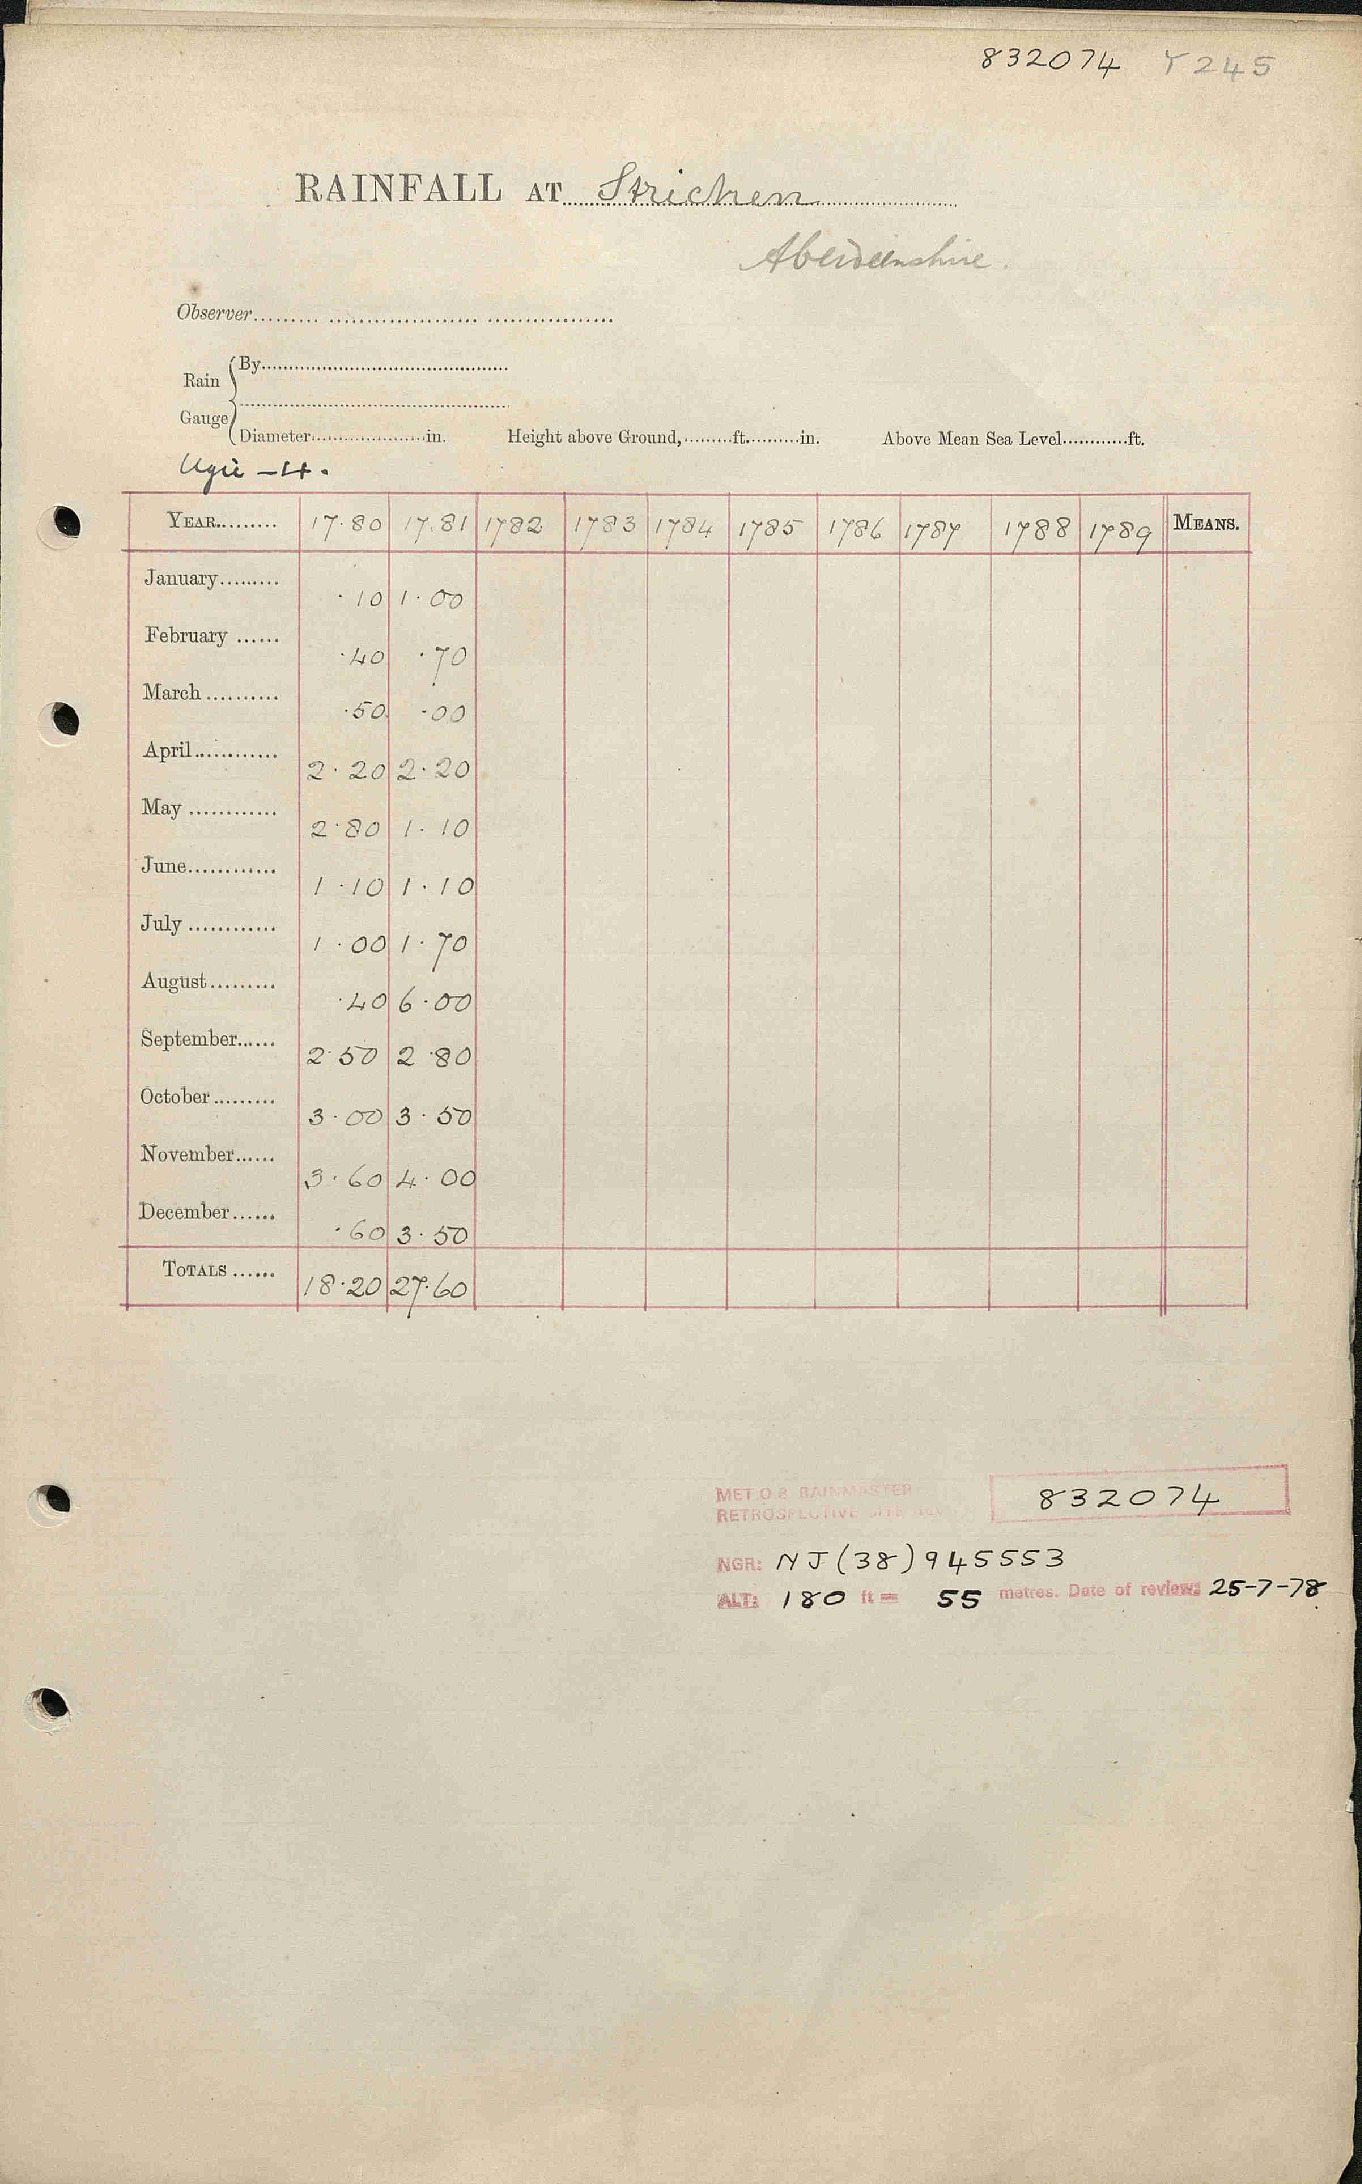 832074 Y245
RAINFALL AT Strichen
Aberdeenshire.
Observer
Rain Gauge { By
Diameter in. Height above Ground, ft. in. Above Mean Sea Level ft.
Ugie -4.
YEAR 17.80 17.81 1782 1783 1784 1785 1786 1787 1788 1789 MEANS.
January .10 1.00
February .40 .70
March .50 .00
April 2.20 2.20
May 2.80 1.10
June 1.10 1.10
July 1.00 1.70
August .40 6.00
September 2.50 2.80
October 3.00 3.50
November 3.60 4.00
December .60 3.50
TOTALS 18.20 27.60
MET O 8 RAINMASTER
RETROSPECTIVE SITE 832074
NGR: NJ(38)945553
ALT: 180 ft = 55 metres. Date of review: 25-7-78